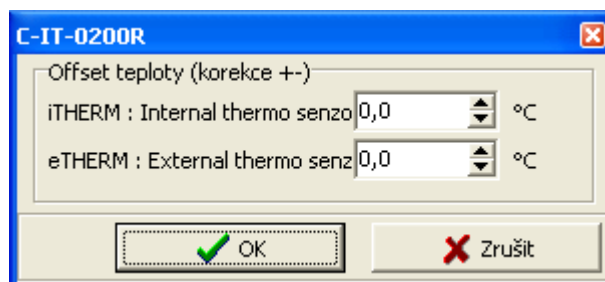 C-IT-0200R
Offset teploty (korekce +-)
iTHERM : Internal thermo senzo 0,0 °C
eTHERM : External thermo senz 0,0 °C
OK Zrušit